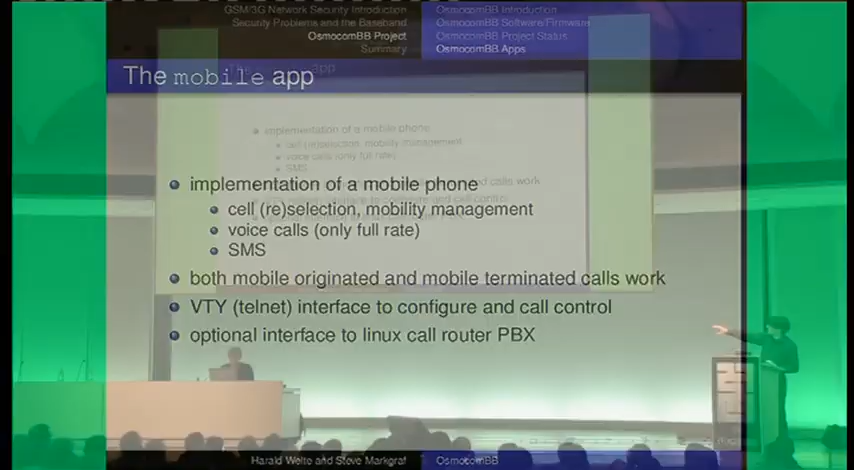 GSM/3G Network Security Introduction
Security Problems and the Baseband
OsmocomBB Project
Summary
OsmocomBB Introduction
OsmocomBB Software/Firmware
OsmocomBB Project Status
OsmocomBB Apps
The mobile app
implementation of a mobile phone
cell (re)selection, mobility management
voice calls (only full rate)
SMS
both mobile originated and mobile terminated calls work
VTY (telnet) interface to configure and call control
optional interface to linux call router PBX
implementation of a mobile phone
cell (re)selection, mobility management
voice calls (only full rate)
SMS
Harald Welte and Steve Markgraf
OsmocomBB